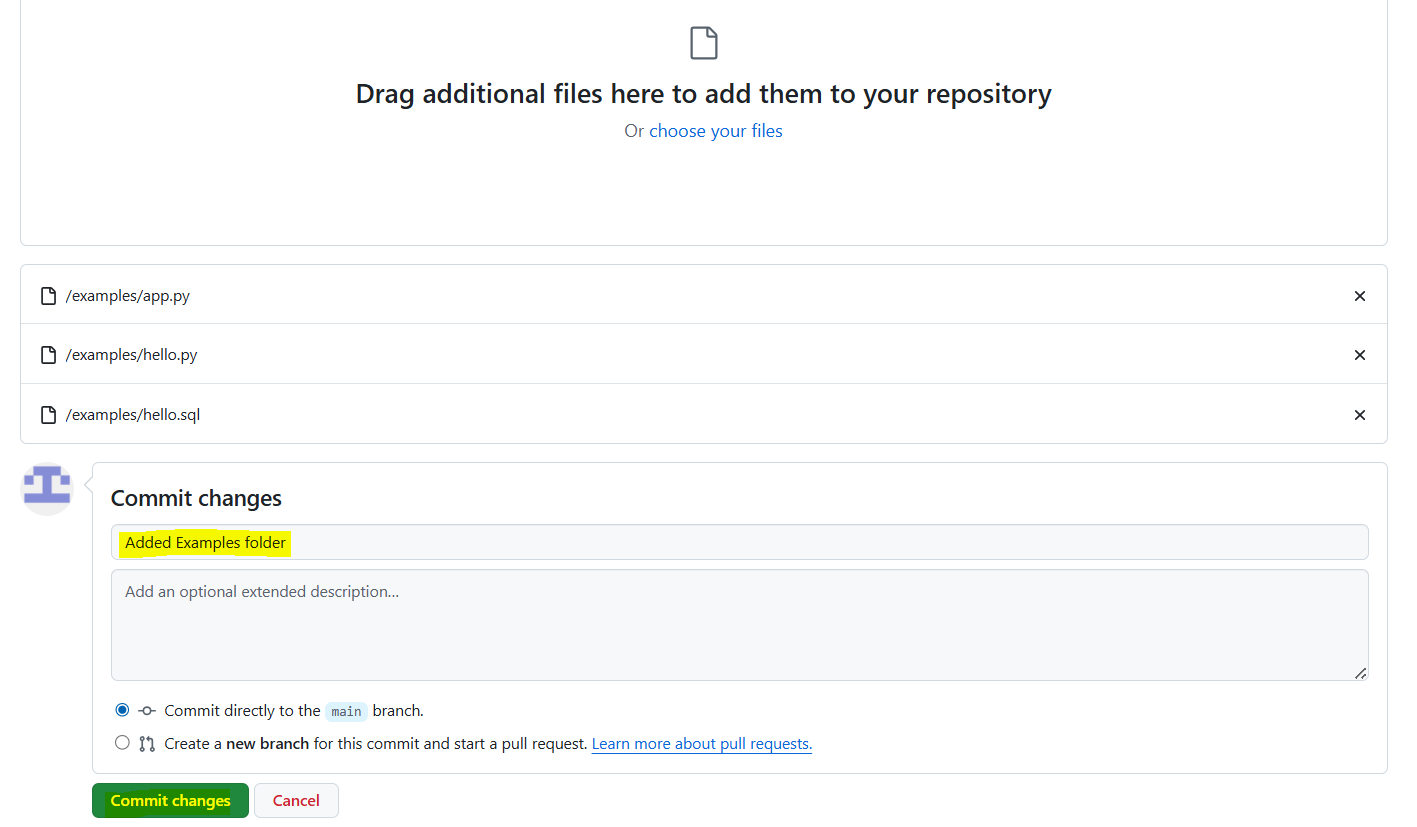 Drag additional files here to add them to your repository
Or choose your files
/examples/app.py
/examples/hello.py
/examples/hello.sql
Commit changes
Added Examples folder
Add an optional extended description...
Commit directly to the main branch.
Create a new branch for this commit and start a pull request. Learn more about pull requests.
Commit changes Cancel